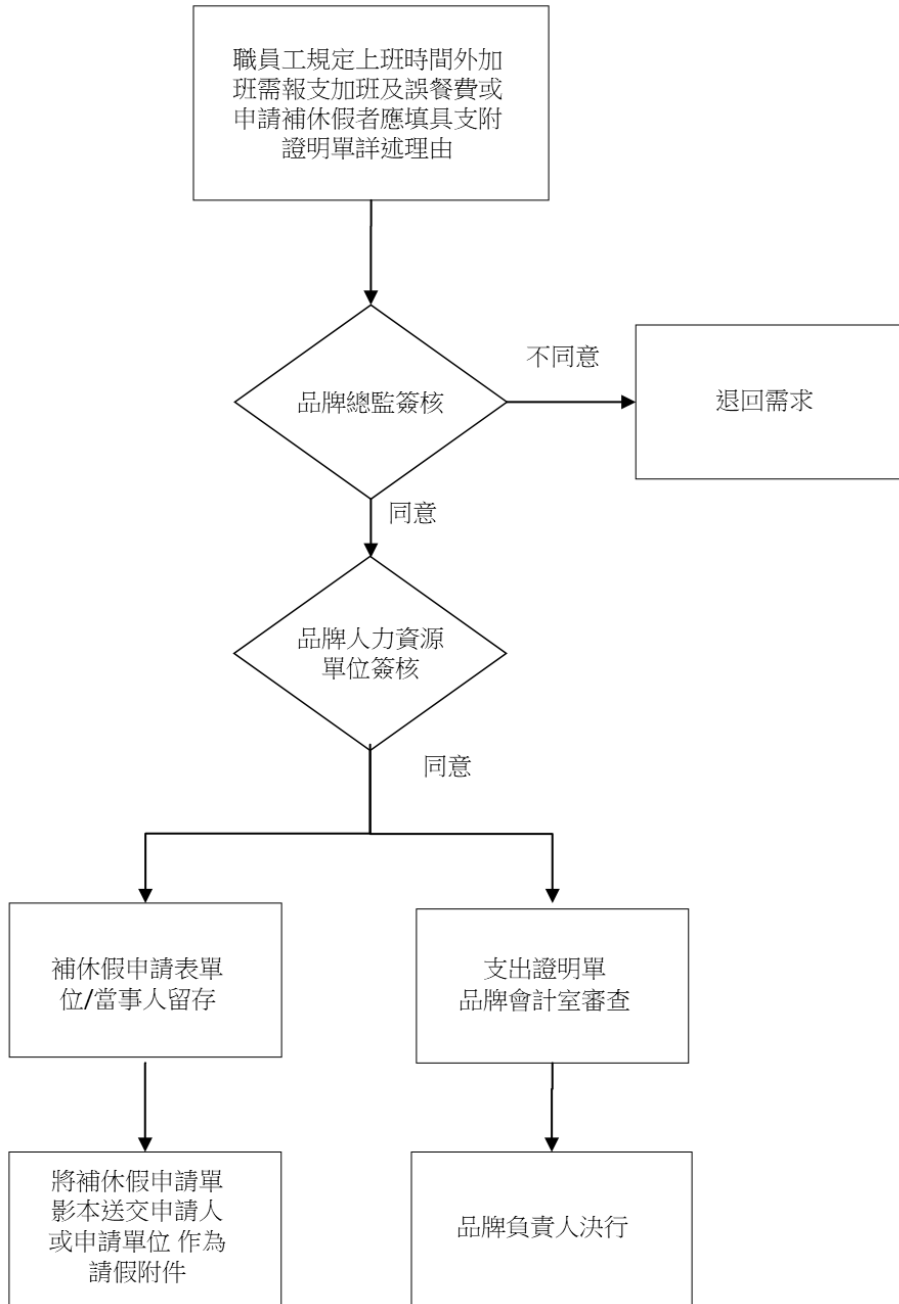 職員工規定上班時間外加
班需報支加班及誤餐費或
申請補休假者應填具支附
證明單詳述理由
品牌總監簽核
不同意
退回需求
同意
品牌人力資源
單位簽核
同意
補休假申請表單
位/當事人留存
支出證明單
品牌會計室審查
將補休假申請單
影本送交申請人
或申請單位 作為
請假附件
品牌負責人決行